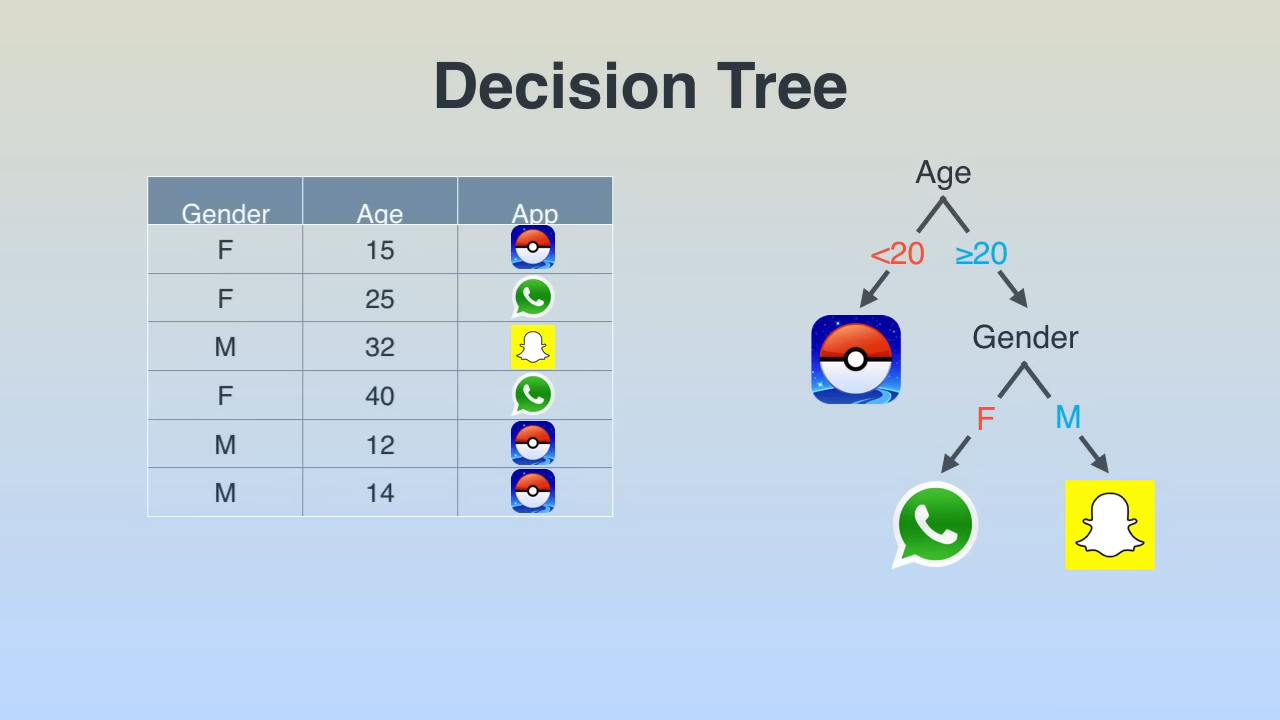 Decision Tree
Gender Age App
F 15
F 25
M 32
F 40
M 12
M 14
Age
<20 ≥20
Gender
F M